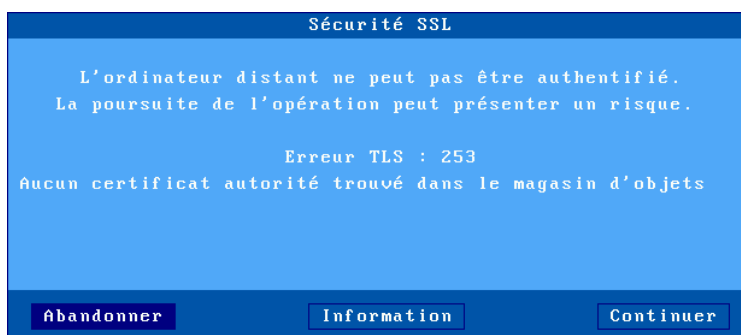 Sécurité SSL
L'ordinateur distant ne peut pas être authentifié.
La poursuite de l'opération peut présenter un risque.
Erreur TLS : 253
Aucun certificat autorité trouvé dans le magasin d'objets
Abandonner Information Continuer